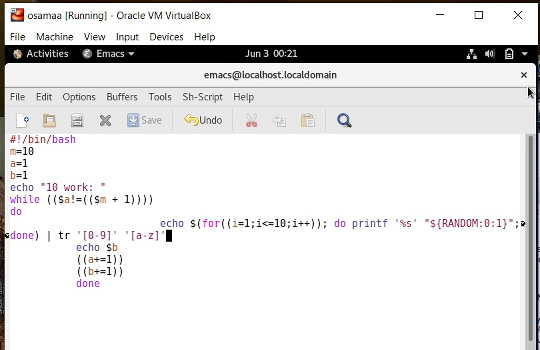 osamaa [Running] - Oracle VM VirtualBox
File Machine View Input Devices Help
Activities Emacs Jun 3 00:21
emacs@localhost.localdomain
File Edit Options Buffers Tools Sh-Script Help
Save Undo
#!/bin/bash
m=10
a=1
b=1
echo "10 work: "
while (($a!=(($m + 1))))
do
echo $(for((i=1;i<=10;i++)); do printf '%s' "${RANDOM:0:1}";
done) | tr '[0-9]' '[a-z]'
echo $b
((a+=1))
((b+=1))
done